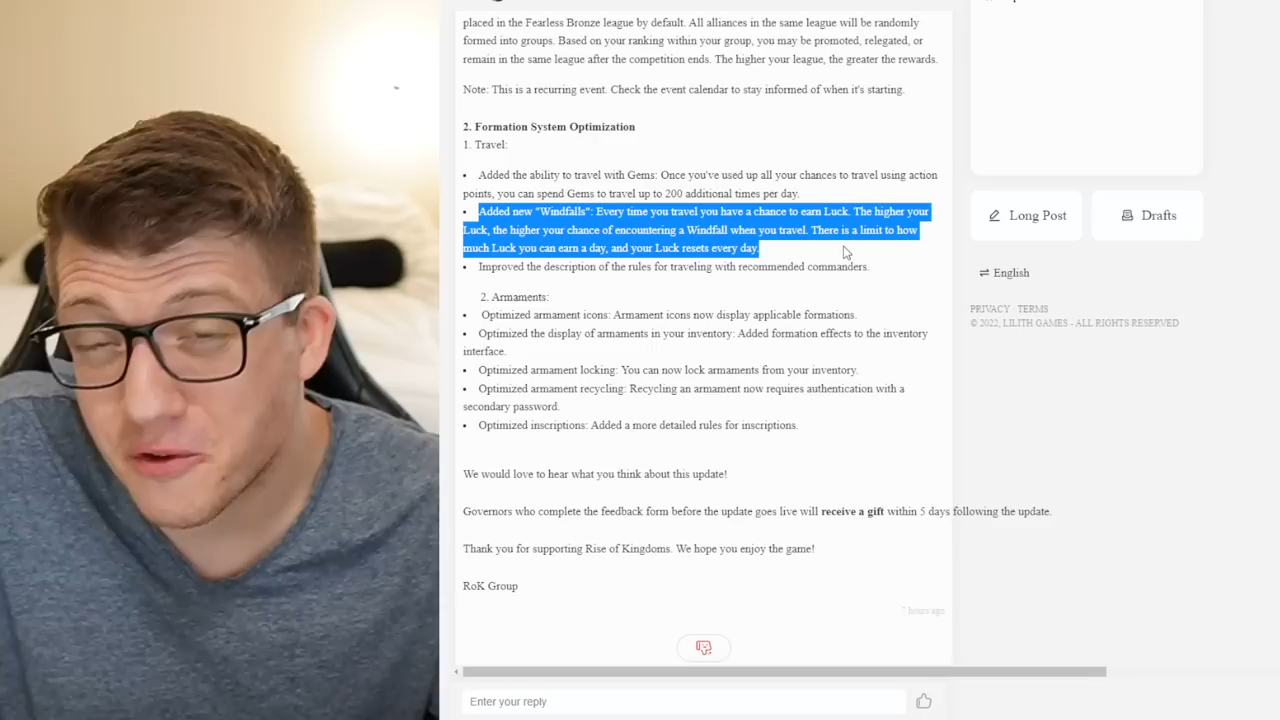 placed in the Fearless Bronze league by default. All alliances in the same league will be randomly
formed into groups. Based on your ranking within your group, you may be promoted, relegated, or
remain in the same league after the competition ends. The higher your league, the greater the rewards.
Note: This is a recurring event. Check the event calendar to stay informed of when it's starting.
2. Formation System Optimization
1. Travel:
• Added the ability to travel with Gems: Once you've used up all your chances to travel using action
points, you can spend Gems to travel up to 200 additional times per day.
• Added new "Windfalls": Every time you travel you have a chance to earn Luck. The higher your
Luck, the higher your chance of encountering a Windfall when you travel. There is a limit to how
much Luck you can earn a day, and your Luck resets every day.
• Improved the description of the rules for traveling with recommended commanders.
2. Armaments:
• Optimized armament icons: Armament icons now display applicable formations.
• Optimized the display of armaments in your inventory: Added formation effects to the inventory
interface.
• Optimized armament locking: You can now lock armaments from your inventory.
• Optimized armament recycling: Recycling an armament now requires authentication with a
secondary password.
• Optimized inscriptions: Added a more detailed rules for inscriptions.
We would love to hear what you think about this update!
Governors who complete the feedback form before the update goes live will receive a gift within 5 days following the update.
Thank you for supporting Rise of Kingdoms. We hope you enjoy the game!
RoK Group
7 hours ago
Enter your reply
Long Post
Drafts
English
PRIVACY · TERMS
© 2022, LILITH GAMES - ALL RIGHTS RESERVED